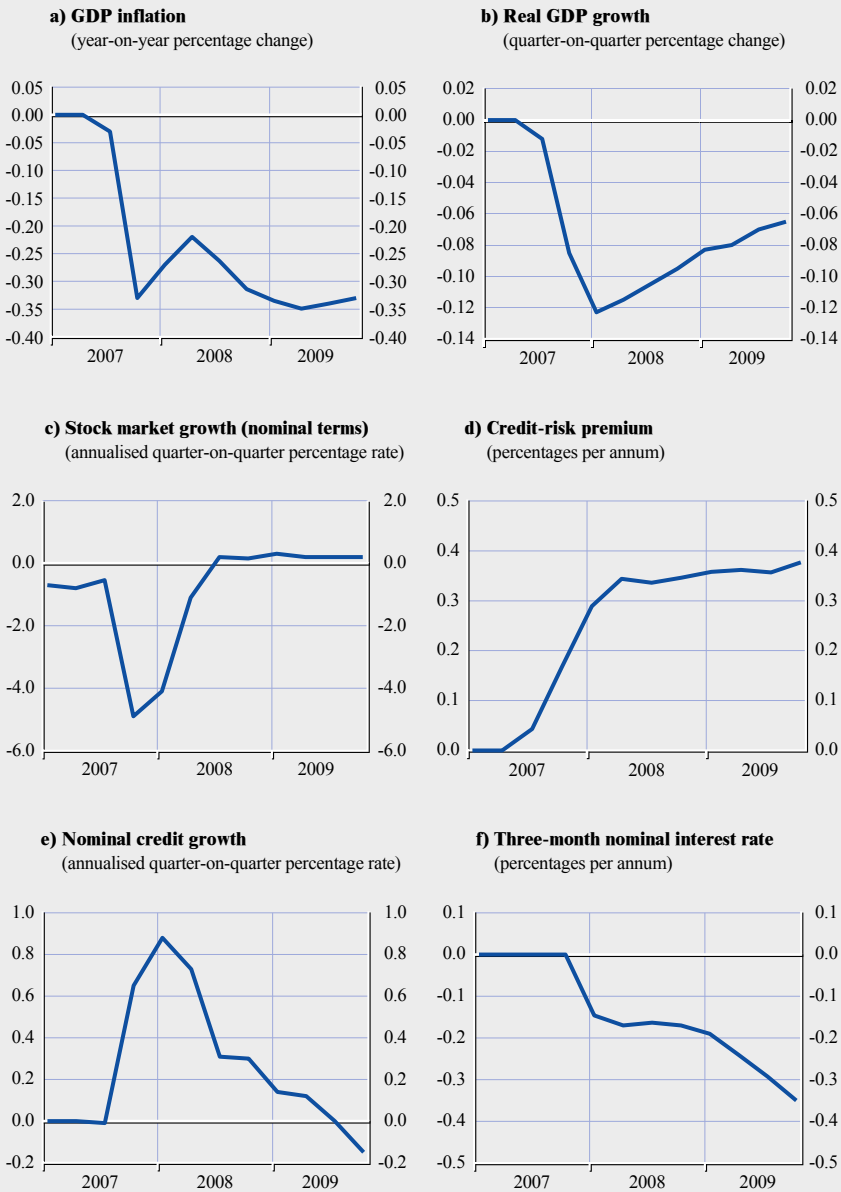 a) GDP inflation
(year-on-year percentage change)
0.05 0.05
0.00 0.00
-0.05 -0.05
-0.10 -0.10
-0.15 -0.15
-0.20 -0.20
-0.25 -0.25
-0.30 -0.30
-0.35 -0.35
-0.40 -0.40
2007 2008 2009
b) Real GDP growth
(quarter-on-quarter percentage change)
0.02 0.02
0.00 0.00
-0.02 -0.02
-0.04 -0.04
-0.06 -0.06
-0.08 -0.08
-0.10 -0.10
-0.12 -0.12
-0.14 -0.14
2007 2008 2009
c) Stock market growth (nominal terms)
(annualised quarter-on-quarter percentage rate)
2.0 2.0
0.0 0.0
-2.0 -2.0
-4.0 -4.0
-6.0 -6.0
2007 2008 2009
d) Credit-risk premium
(percentages per annum)
0.5 0.5
0.4 0.4
0.3 0.3
0.2 0.2
0.1 0.1
0.0 0.0
2007 2008 2009
e) Nominal credit growth
(annualised quarter-on-quarter percentage rate)
1.0 1.0
0.8 0.8
0.6 0.6
0.4 0.4
0.2 0.2
0.0 0.0
-0.2 -0.2
2007 2008 2009
f) Three-month nominal interest rate
(percentages per annum)
0.1 0.1
0.0 0.0
-0.1 -0.1
-0.2 -0.2
-0.3 -0.3
-0.4 -0.4
-0.5 -0.5
2007 2008 2009